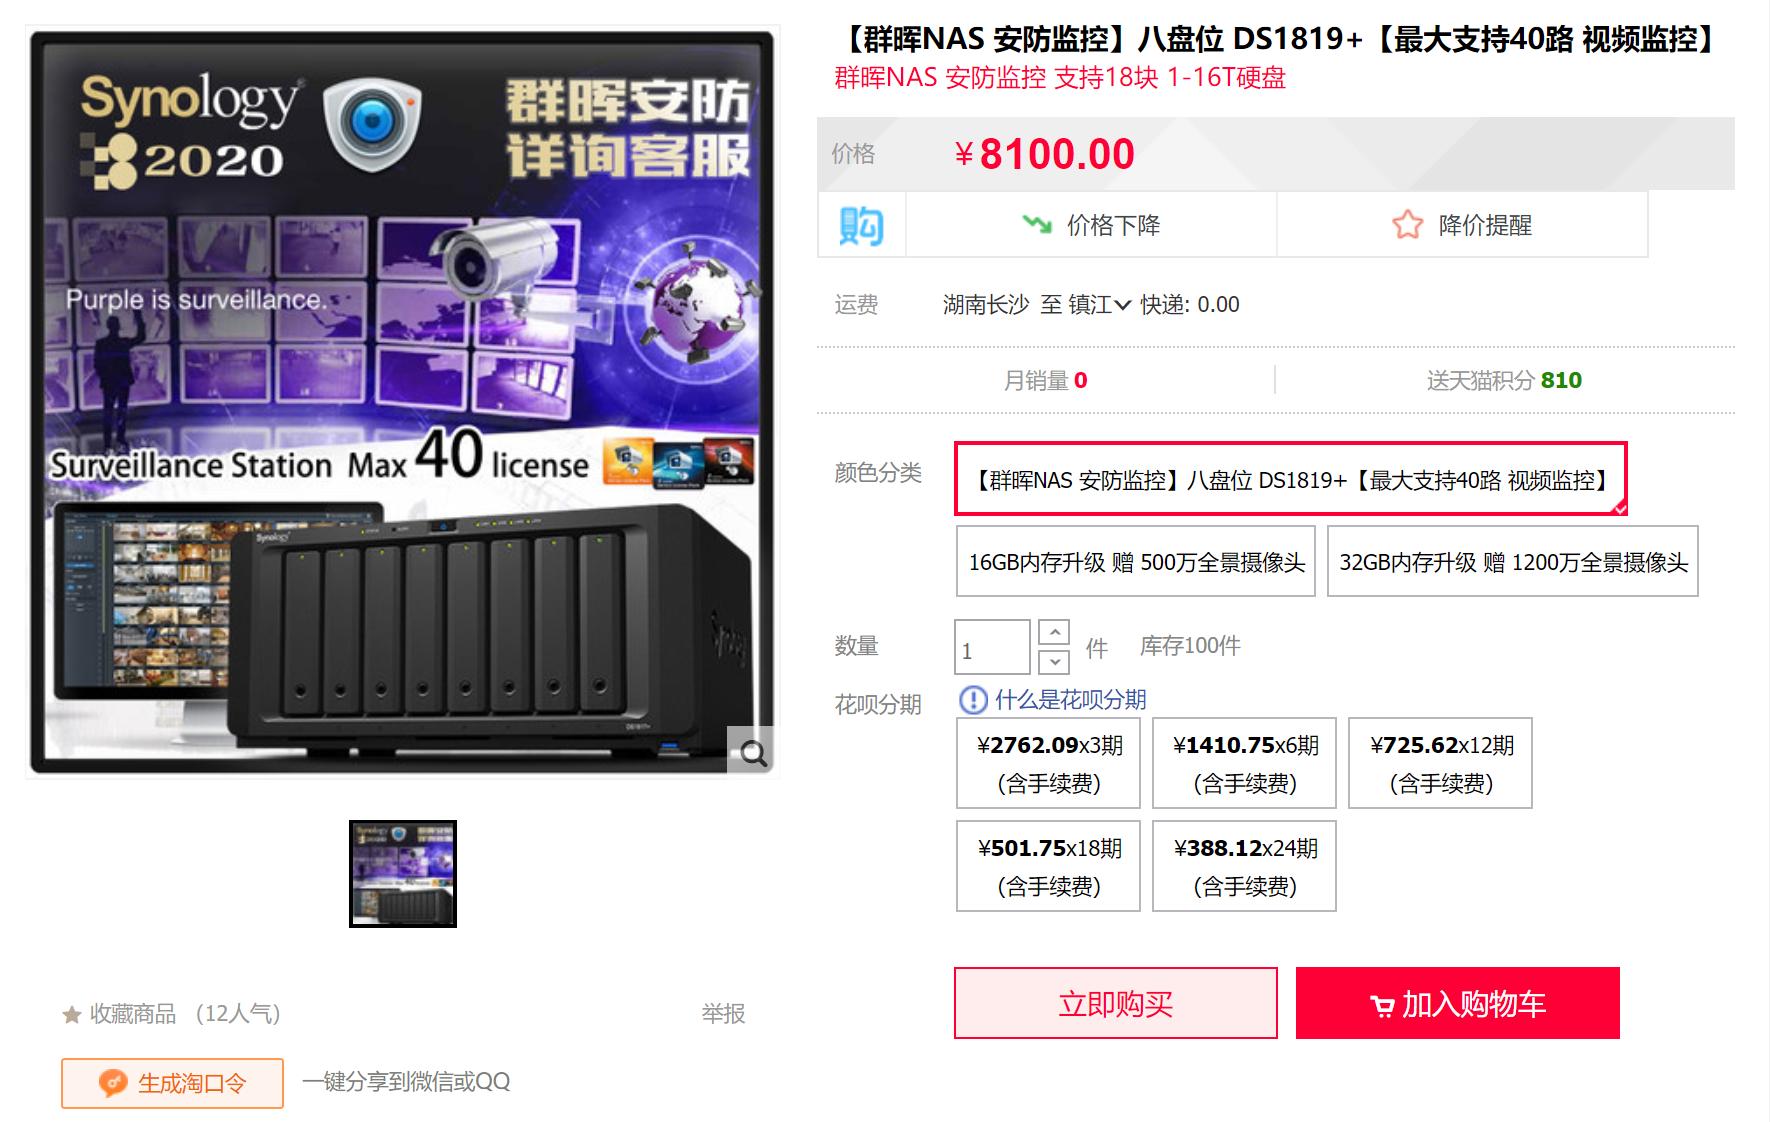 Synology
2020
群晖安防
详询客服
Purple is surveillance.
Surveillance Station Max 40 license
Synology
【群晖NAS 安防监控】八盘位 DS1819+【最大支持40路 视频监控】
群晖NAS 安防监控 支持18块 1-16T硬盘
价格 ¥8100.00
购 价格下降 降价提醒
运费 湖南长沙 至 镇江 快递: 0.00
月销量 0 送天猫积分 810
颜色分类 【群晖NAS 安防监控】八盘位 DS1819+【最大支持40路 视频监控】
16GB内存升级 赠 500万全景摄像头 32GB内存升级 赠 1200万全景摄像头
数量 1 件 库存100件
花呗分期 什么是花呗分期
¥2762.09x3期 ¥1410.75x6期 ¥725.62x12期
(含手续费) (含手续费) (含手续费)
¥501.75x18期 ¥388.12x24期
(含手续费) (含手续费)
立即购买 加入购物车
收藏商品 (12人气) 举报
生成淘口令 一键分享到微信或QQ